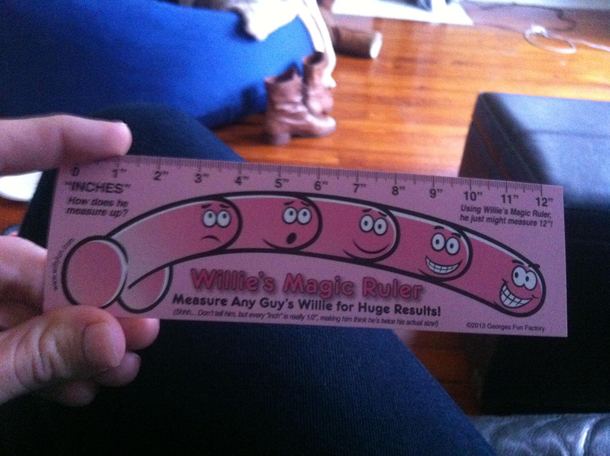 0 1" 2" 3" 4" 5" 6" 7" 8" 9" 10" 11" 12"
"INCHES"
How does he
measure up?
Using Willie's Magic Ruler,
he just might measure 12"!
Willie's Magic Ruler
Measure Any Guy's Willie for Huge Results!
(Shhh... Don't tell him, but every "inch" is really 1/2", making him think he's twice his actual size!)
©2013 Georges Fun Factory